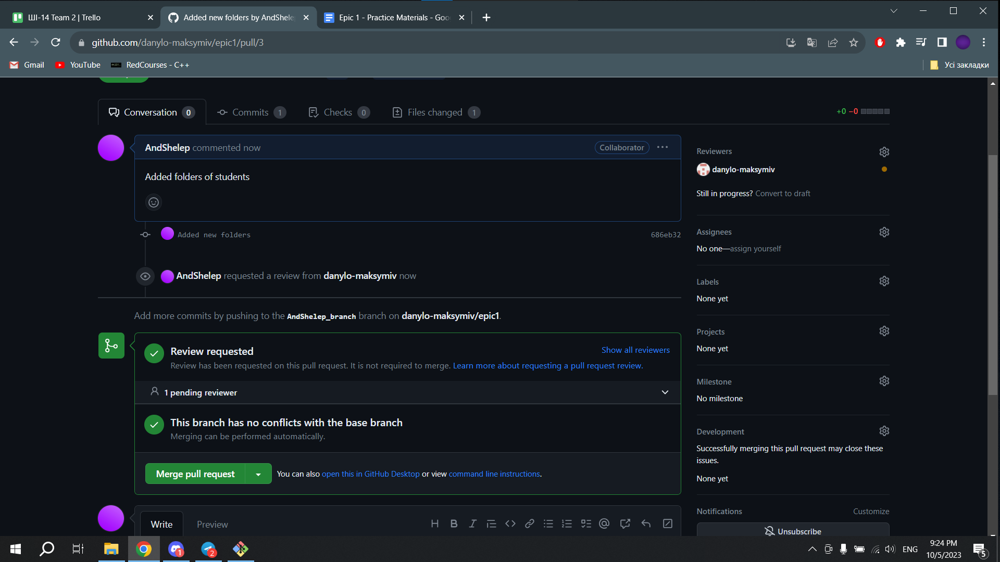 ШІ-14 Team 2 | Trello
Added new folders by AndShele
Epic 1 - Practice Materials - Goo
github.com/danylo-maksymiv/epic1/pull/3
Gmail
YouTube
RedCourses - C++
Усі закладки
Conversation 0
Commits 1
Checks 0
Files changed 1
+0 −0
AndShelep commented now
Collaborator
Added folders of students
Added new folders
686eb32
AndShelep requested a review from danylo-maksymiv now
Add more commits by pushing to the AndShelep_branch branch on danylo-maksymiv/epic1.
Review requested
Show all reviewers
Review has been requested on this pull request. It is not required to merge. Learn more about requesting a pull request review.
1 pending reviewer
This branch has no conflicts with the base branch
Merging can be performed automatically.
Merge pull request
You can also open this in GitHub Desktop or view command line instructions.
Write
Preview
Reviewers
danylo-maksymiv
Still in progress? Convert to draft
Assignees
No one—assign yourself
Labels
None yet
Projects
None yet
Milestone
No milestone
Development
Successfully merging this pull request may close these
issues.
None yet
Notifications
Customize
Unsubscribe
1
2
ENG
9:24 PM
10/5/2023
5